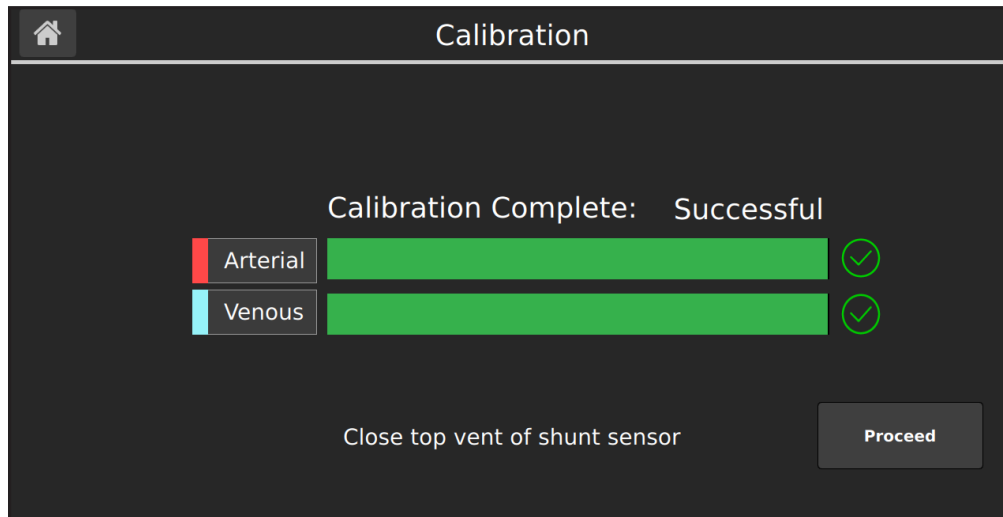 Calibration
Calibration Complete: Successful
Arterial
Venous
Close top vent of shunt sensor
Proceed